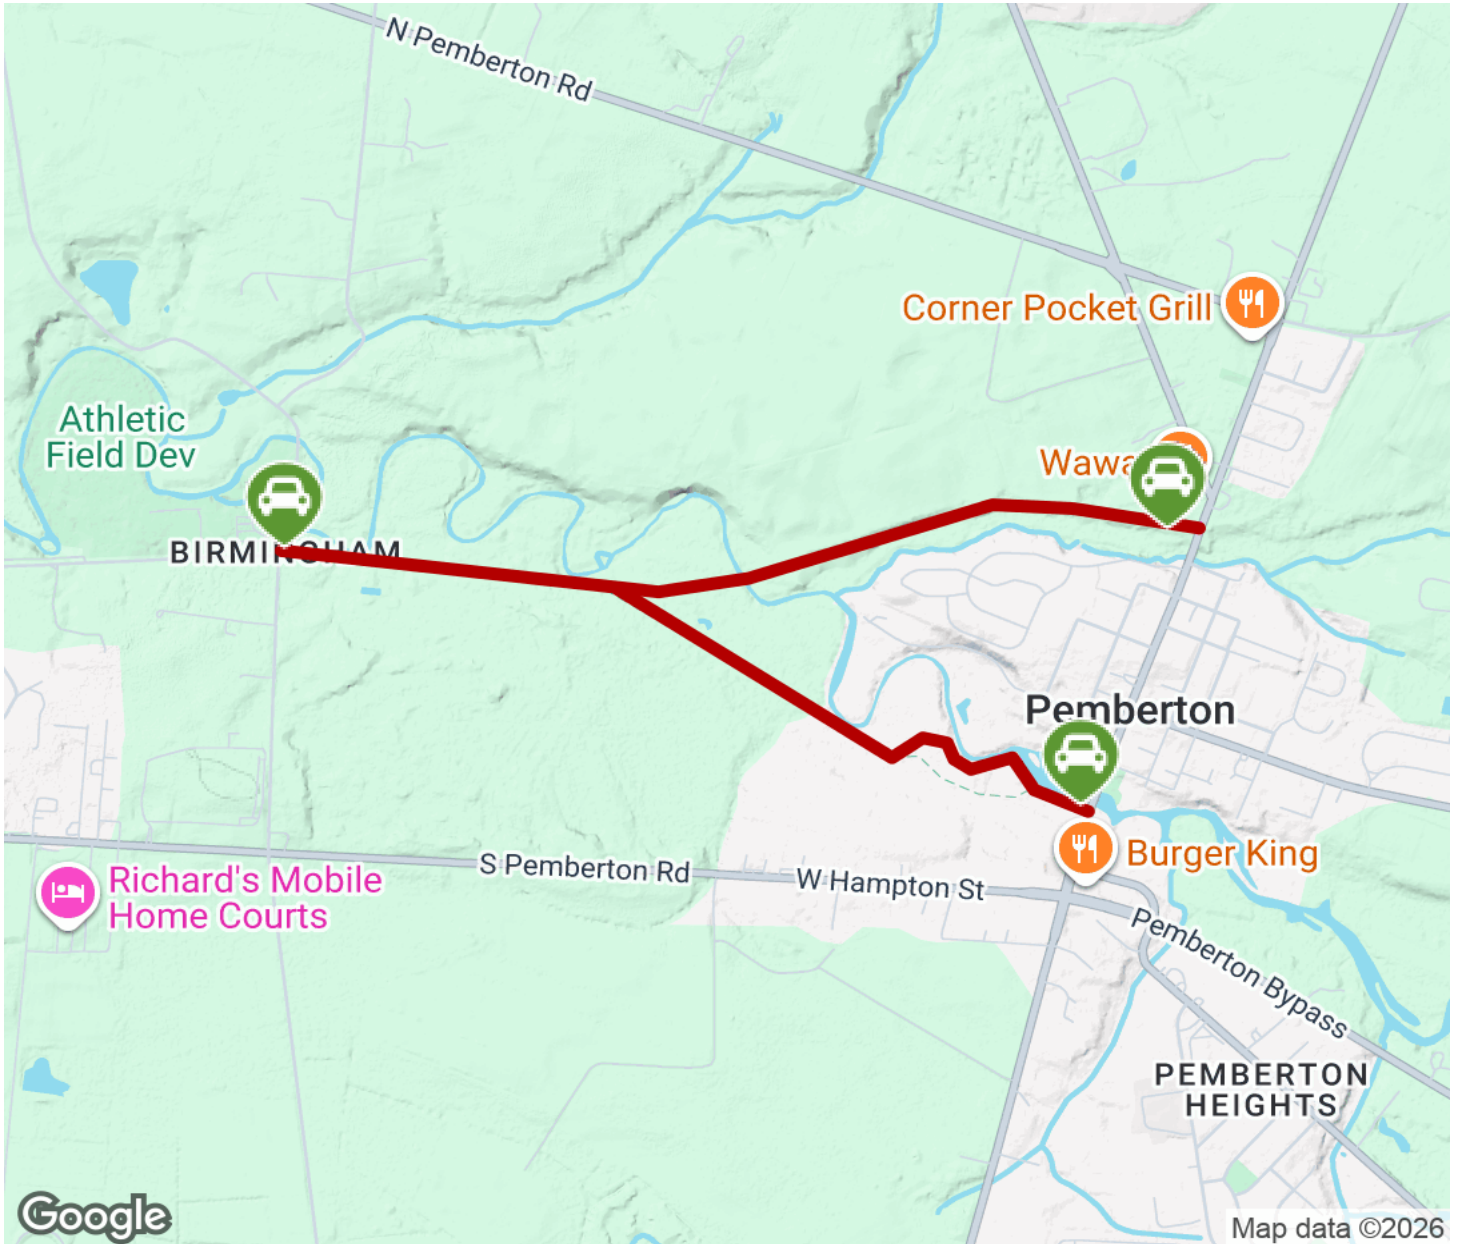 N Pemberton Rd
Corner Pocket Grill
Athletic
Field Dev
Wawa
BIRMINGHAM
Pemberton
Burger King
S Pemberton Rd
W Hampton St
Richard's Mobile
Home Courts
Pemberton Bypass
PEMBERTON
HEIGHTS
Google
Map data ©2026